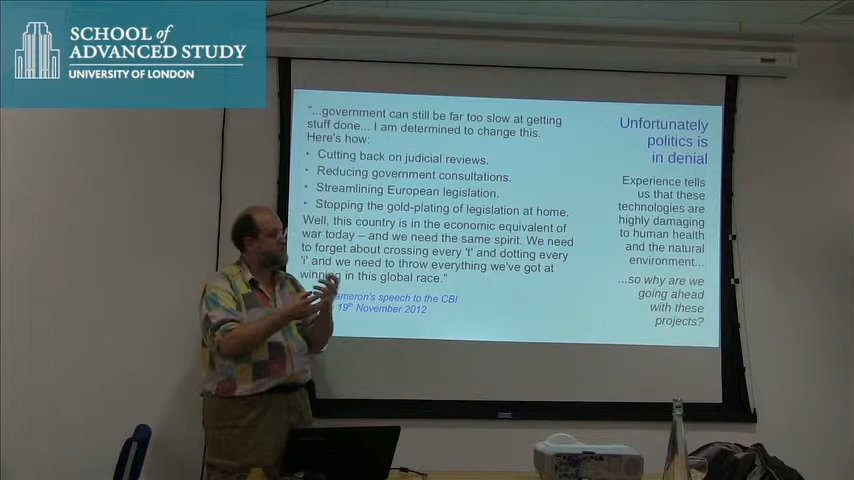 SCHOOL of
ADVANCED STUDY
UNIVERSITY OF LONDON
"...government can still be far too slow at getting
stuff done... I am determined to change this.
Here's how:
• Cutting back on judicial reviews.
• Reducing government consultations.
• Streamlining European legislation.
• Stopping the gold-plating of legislation at home.
Well, this country is in the economic equivalent of
war today – and we need the same spirit. We need
to forget about crossing every 't' and dotting every
'i' and we need to throw everything we've got at
winning in this global race."
ameron's speech to the CBI
19th November 2012
Unfortunately
politics is
in denial
Experience tells
us that these
technologies are
highly damaging
to human health
and the natural
environment...
...so why are we
going ahead
with these
projects?